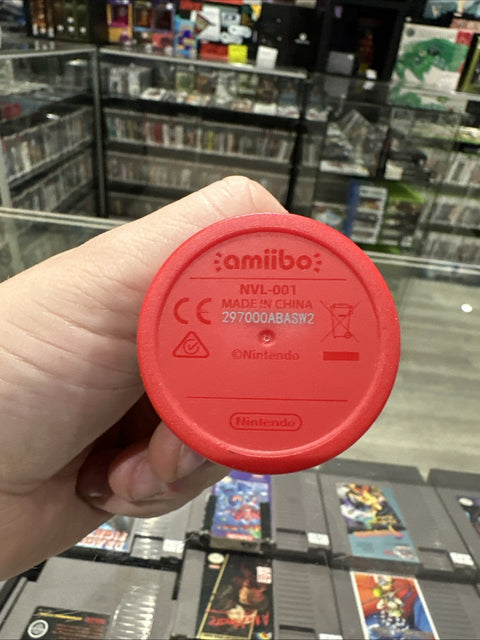 amiibo
NVL-001
MADE IN CHINA
CE
297000ABASW2
©Nintendo
Nintendo